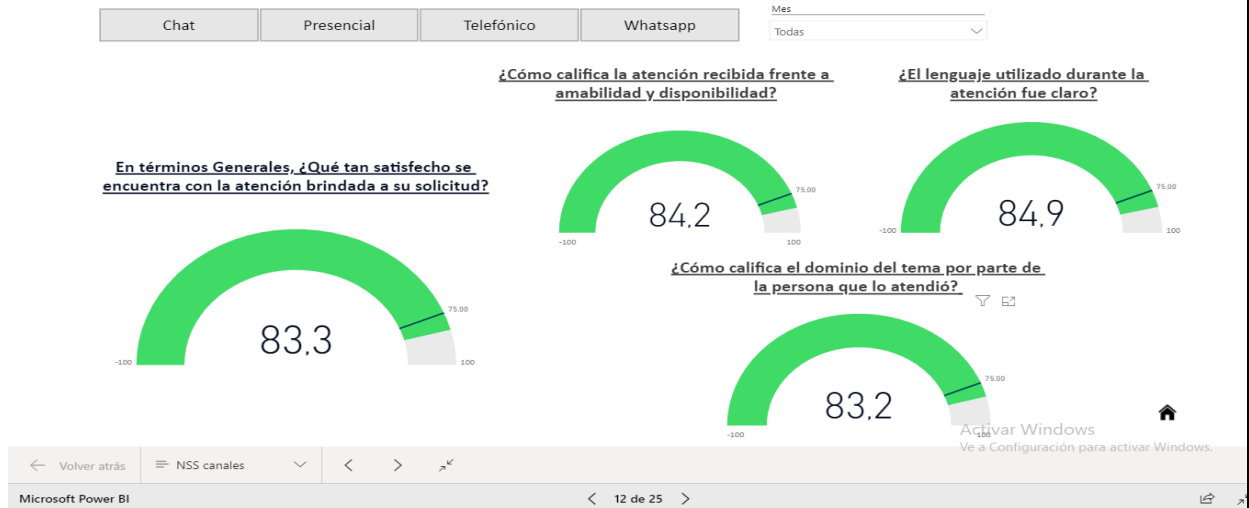 Chat
Presencial
Telefónico
Whatsapp
Mes
Todas
¿Cómo califica la atención recibida frente a
amabilidad y disponibilidad?
-100
84,2
75,00
100
¿El lenguaje utilizado durante la
atención fue claro?
-100
84,9
75,00
100
En términos Generales, ¿Qué tan satisfecho se
encuentra con la atención brindada a su solicitud?
-100
83,3
75,00
100
¿Cómo califica el dominio del tema por parte de
la persona que lo atendió?
-100
83,2
75,00
100
Activar Windows
Ve a Configuración para activar Windows.
Volver atrás
NSS canales
Microsoft Power BI
12 de 25